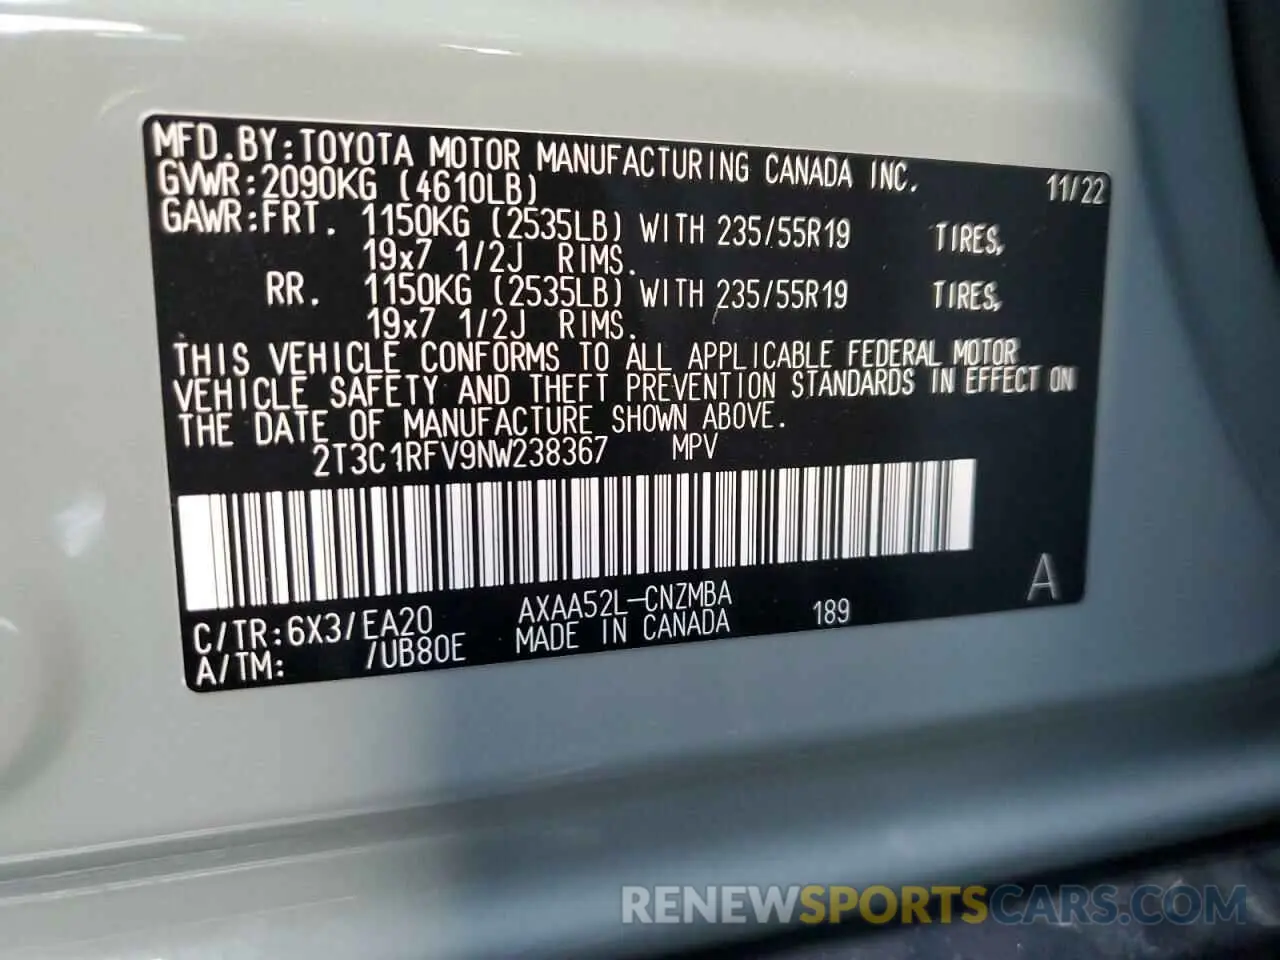 MFD.BY:TOYOTA MOTOR MANUFACTURING CANADA INC. 11/22
GVWR:2090KG (4610LB)
GAWR:FRT. 1150KG (2535LB) WITH 235/55R19 TIRES,
19x7 1/2J RIMS.
RR. 1150KG (2535LB) WITH 235/55R19 TIRES,
19x7 1/2J RIMS.
THIS VEHICLE CONFORMS TO ALL APPLICABLE FEDERAL MOTOR
VEHICLE SAFETY AND THEFT PREVENTION STANDARDS IN EFFECT ON
THE DATE OF MANUFACTURE SHOWN ABOVE.
2T3C1RFV9NW238367 MPV
A
C/TR:6X3/EA20 AXAA52L-CNZMBA 189
A/TM: /UB80E MADE IN CANADA
RENEWSPORTSCARS.COM